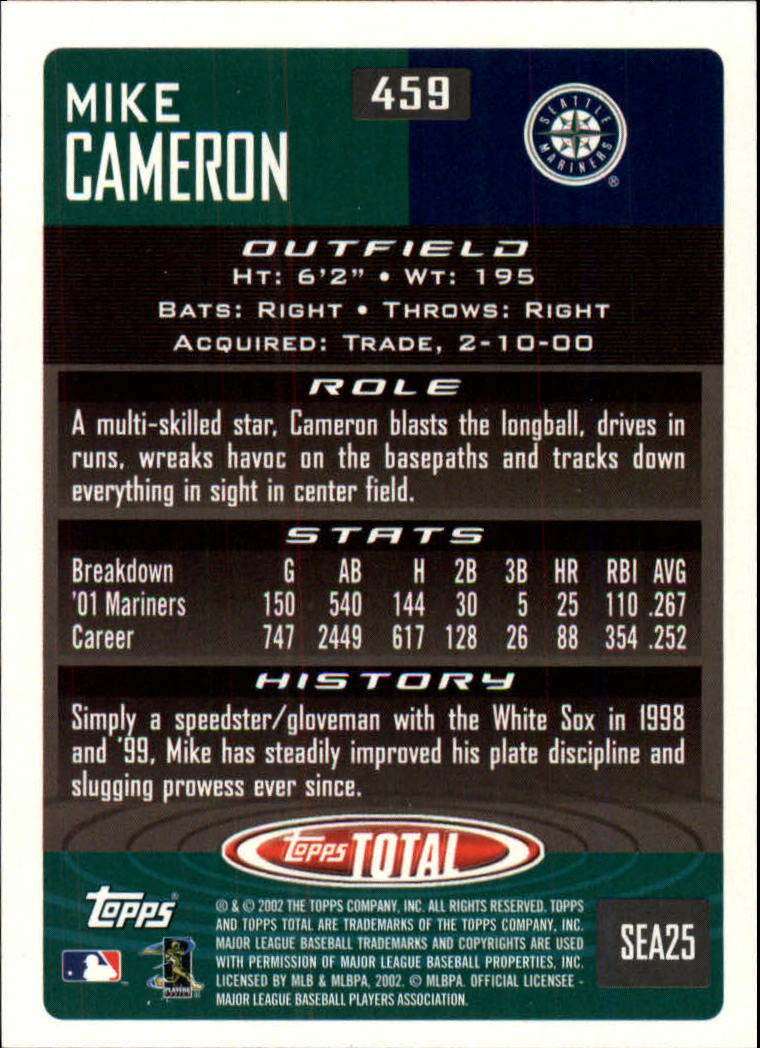 MIKE
CAMERON
459
SEATTLE
MARINERS
®
OUTFIELD
HT: 6'2" • WT: 195
BATS: RIGHT • THROWS: RIGHT
ACQUIRED: TRADE, 2-10-00
ROLE
A multi-skilled star, Cameron blasts the longball, drives in
runs, wreaks havoc on the basepaths and tracks down
everything in sight in center field.
STATS
Breakdown G AB H 2B 3B HR RBI AVG
'01 Mariners 150 540 144 30 5 25 110 .267
Career 747 2449 617 128 26 88 354 .252
HISTORY
Simply a speedster/gloveman with the White Sox in 1998
and '99, Mike has steadily improved his plate discipline and
slugging prowess ever since.
Topps TOTAL
Topps®
® & © 2002 THE TOPPS COMPANY, INC. ALL RIGHTS RESERVED. TOPPS
AND TOPPS TOTAL ARE TRADEMARKS OF THE TOPPS COMPANY, INC.
MAJOR LEAGUE BASEBALL TRADEMARKS AND COPYRIGHTS ARE USED
WITH PERMISSION OF MAJOR LEAGUE BASEBALL PROPERTIES, INC.
LICENSED BY MLB & MLBPA, 2002. © MLBPA. OFFICIAL LICENSEE -
MAJOR LEAGUE BASEBALL PLAYERS ASSOCIATION.
SEA25